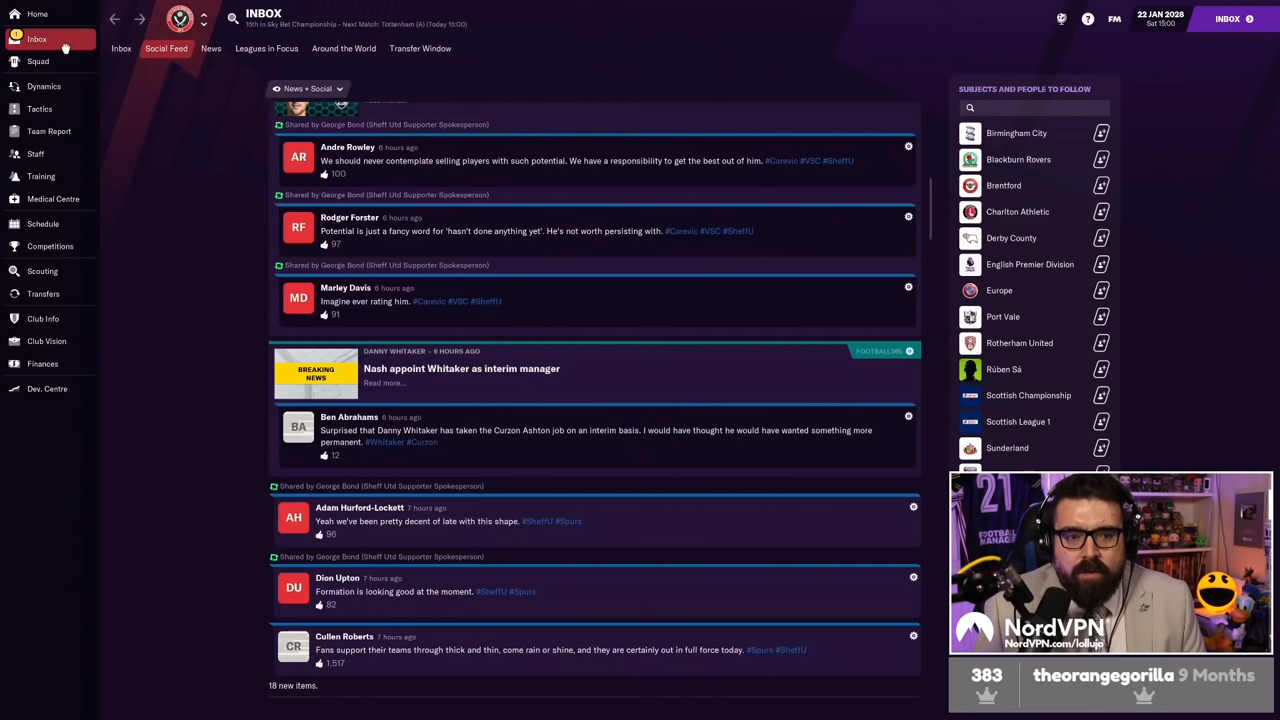 Home
Inbox
1
Squad
Dynamics
Tactics
Team Report
Staff
Training
Medical Centre
Schedule
Competitions
Scouting
Transfers
Club Info
Club Vision
Finances
Dev. Centre
INBOX
15th in Sky Bet Championship - Next Match: Tottenham (A) (Today 15:00)
FM
22 JAN 2028
Sat 15:00
INBOX
Inbox
Social Feed
News
Leagues in Focus
Around the World
Transfer Window
News + Social
Shared by George Bond (Sheff Utd Supporter Spokesperson)
AR
Andre Rowley 6 hours ago
We should never contemplate selling players with such potential. We have a responsibility to get the best out of him. #Carevic #VSC #SheffU
100
Shared by George Bond (Sheff Utd Supporter Spokesperson)
RF
Rodger Forster 6 hours ago
Potential is just a fancy word for 'hasn't done anything yet'. He's not worth persisting with. #Carevic #VSC #SheffU
97
Shared by George Bond (Sheff Utd Supporter Spokesperson)
MD
Marley Davis 6 hours ago
Imagine ever rating him. #Carevic #VSC #SheffU
91
BREAKING
NEWS
DANNY WHITAKER - 6 HOURS AGO
FOOTBALL365
Nash appoint Whitaker as interim manager
Read more...
BA
Ben Abrahams 6 hours ago
Surprised that Danny Whitaker has taken the Curzon Ashton job on an interim basis. I would have thought he would have wanted something more
permanent. #Whitaker #Curzon
12
Shared by George Bond (Sheff Utd Supporter Spokesperson)
AH
Adam Hurford-Lockett 7 hours ago
Yeah we've been pretty decent of late with this shape. #SheffU #Spurs
96
Shared by George Bond (Sheff Utd Supporter Spokesperson)
DU
Dion Upton 7 hours ago
Formation is looking good at the moment. #SheffU #Spurs
82
CR
Cullen Roberts 7 hours ago
Fans support their teams through thick and thin, come rain or shine, and they are certainly out in full force today. #Spurs #SheffU
1,517
18 new items.
SUBJECTS AND PEOPLE TO FOLLOW
Birmingham City
Blackburn Rovers
Brentford
Charlton Athletic
Derby County
English Premier Division
Europe
Port Vale
Rotherham United
Rúben Sá
Scottish Championship
Scottish League 1
Sunderland
21
FOOTBALL
MANAGER
NordVPN
NordVPN.com/lollujo
383
theorangegorilla 9 Months